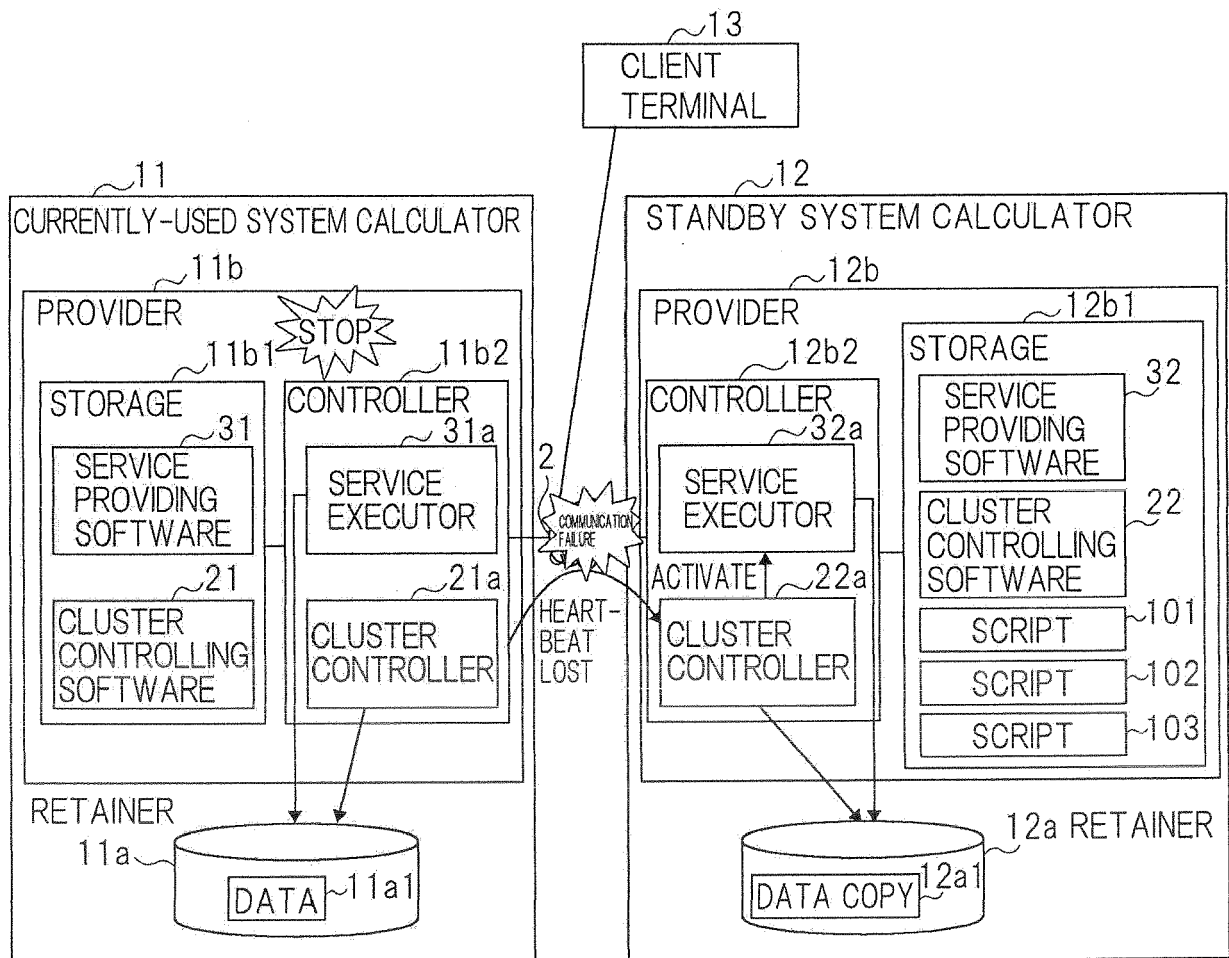 13
CLIENT
TERMINAL
11
CURRENTLY-USED SYSTEM CALCULATOR
11b
PROVIDER
STOP
11b1
STORAGE
31
SERVICE
PROVIDING
SOFTWARE
21
CLUSTER
CONTROLLING
SOFTWARE
11b2
CONTROLLER
31a
SERVICE
EXECUTOR
21a
CLUSTER
CONTROLLER
RETAINER
11a
DATA
11a1
2
COMMUNICATION
FAILURE
HEART-
BEAT
LOST
12
STANDBY SYSTEM CALCULATOR
12b
PROVIDER
12b2
CONTROLLER
32a
SERVICE
EXECUTOR
ACTIVATE
22a
CLUSTER
CONTROLLER
12b1
STORAGE
32
SERVICE
PROVIDING
SOFTWARE
22
CLUSTER
CONTROLLING
SOFTWARE
SCRIPT
101
SCRIPT
102
SCRIPT
103
12a RETAINER
DATA COPY
12a1